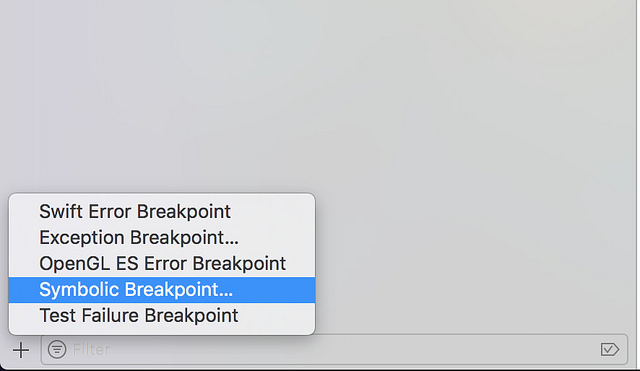 Swift Error Breakpoint
Exception Breakpoint...
OpenGL ES Error Breakpoint
Symbolic Breakpoint...
Test Failure Breakpoint
Filter